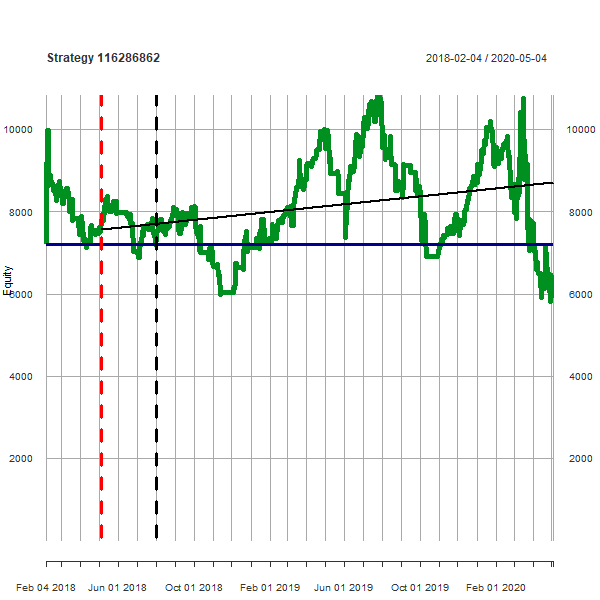 Strategy 116286862
2018-02-04 / 2020-05-04
10000
10000
8000
8000
Equity
6000
6000
4000
4000
2000
2000
Feb 04 2018
Jun 01 2018
Oct 01 2018
Feb 01 2019
Jun 01 2019
Oct 01 2019
Feb 01 2020